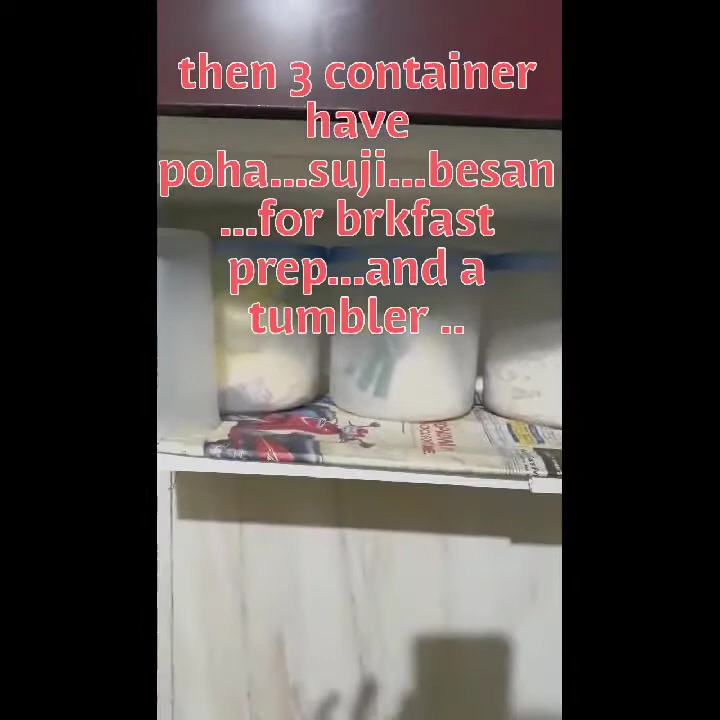 then 3 container
have
poha...suji...besan
...for brkfast
prep...and a
tumbler ..